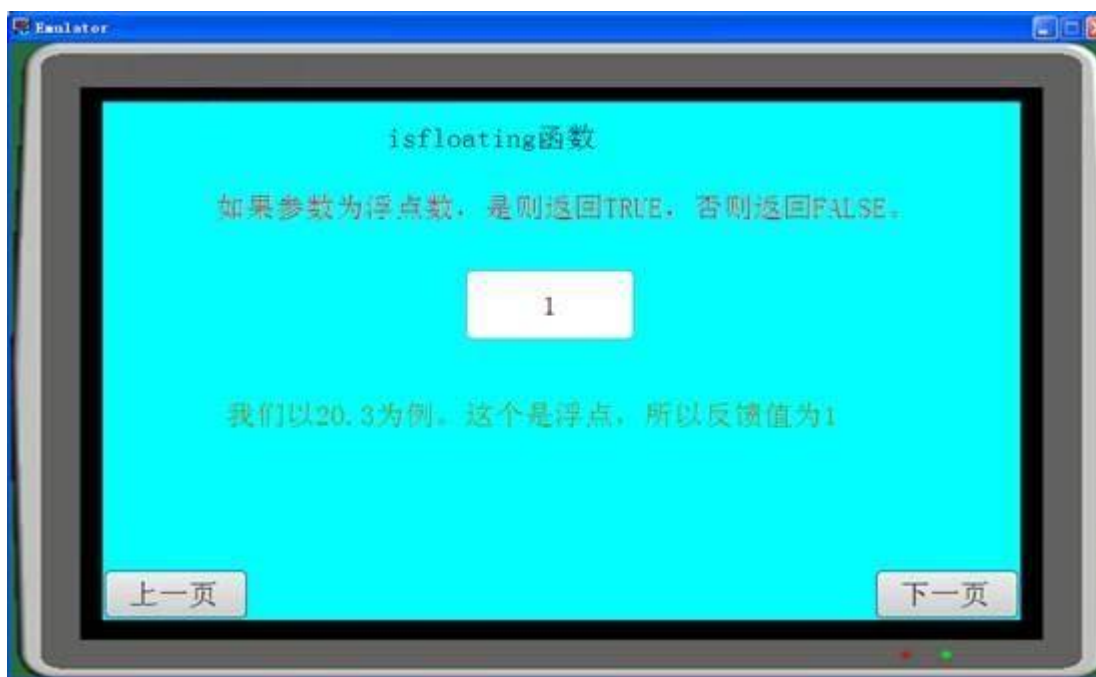 Emulator
isfloating函数
如果参数为浮点数，是则返回TRUE，否则返回FALSE。
1
我们以20.3为例。这个是浮点，所以反馈值为1
上一页
下一页